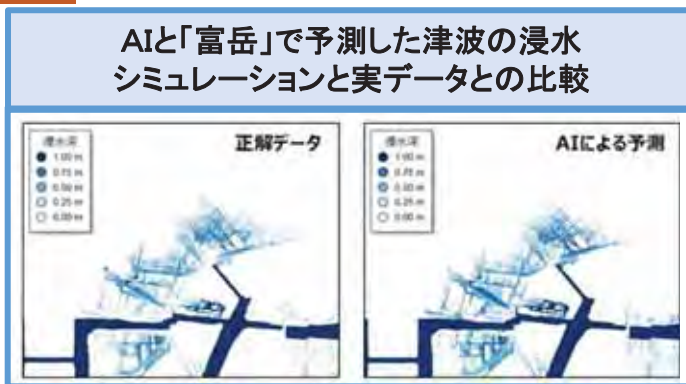 AIと「富岳」で予測した津波の浸水
シミュレーションと実データとの比較
浸水深
1.00 m
0.75 m
0.50 m
0.25 m
0.00 m
正解データ
浸水深
1.00 m
0.75 m
0.50 m
0.25 m
0.00 m
AIによる予測